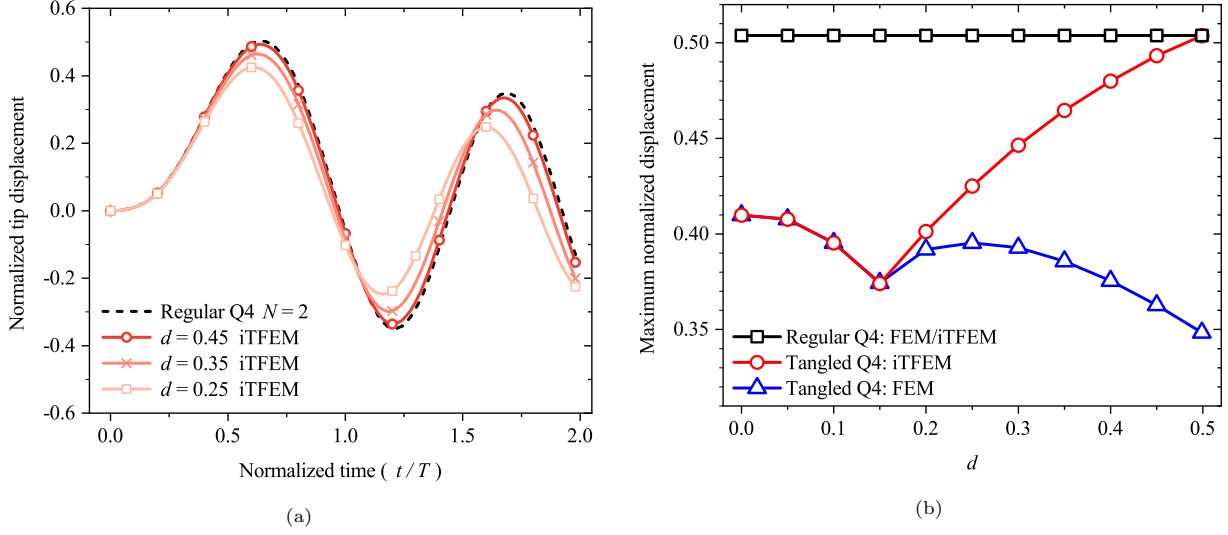 0.6
0.4
0.2
0.0
-0.2
-0.4
-0.6
Normalized tip displacement
Regular Q4 N = 2
d = 0.45 iTFEM
d = 0.35 iTFEM
d = 0.25 iTFEM
0.0 0.5 1.0 1.5 2.0
Normalized time ( t / T )
(a)
0.50
0.45
0.40
0.35
Maximum normalized displacement
Regular Q4: FEM/iTFEM
Tangled Q4: iTFEM
Tangled Q4: FEM
0.0 0.1 0.2 0.3 0.4 0.5
d
(b)